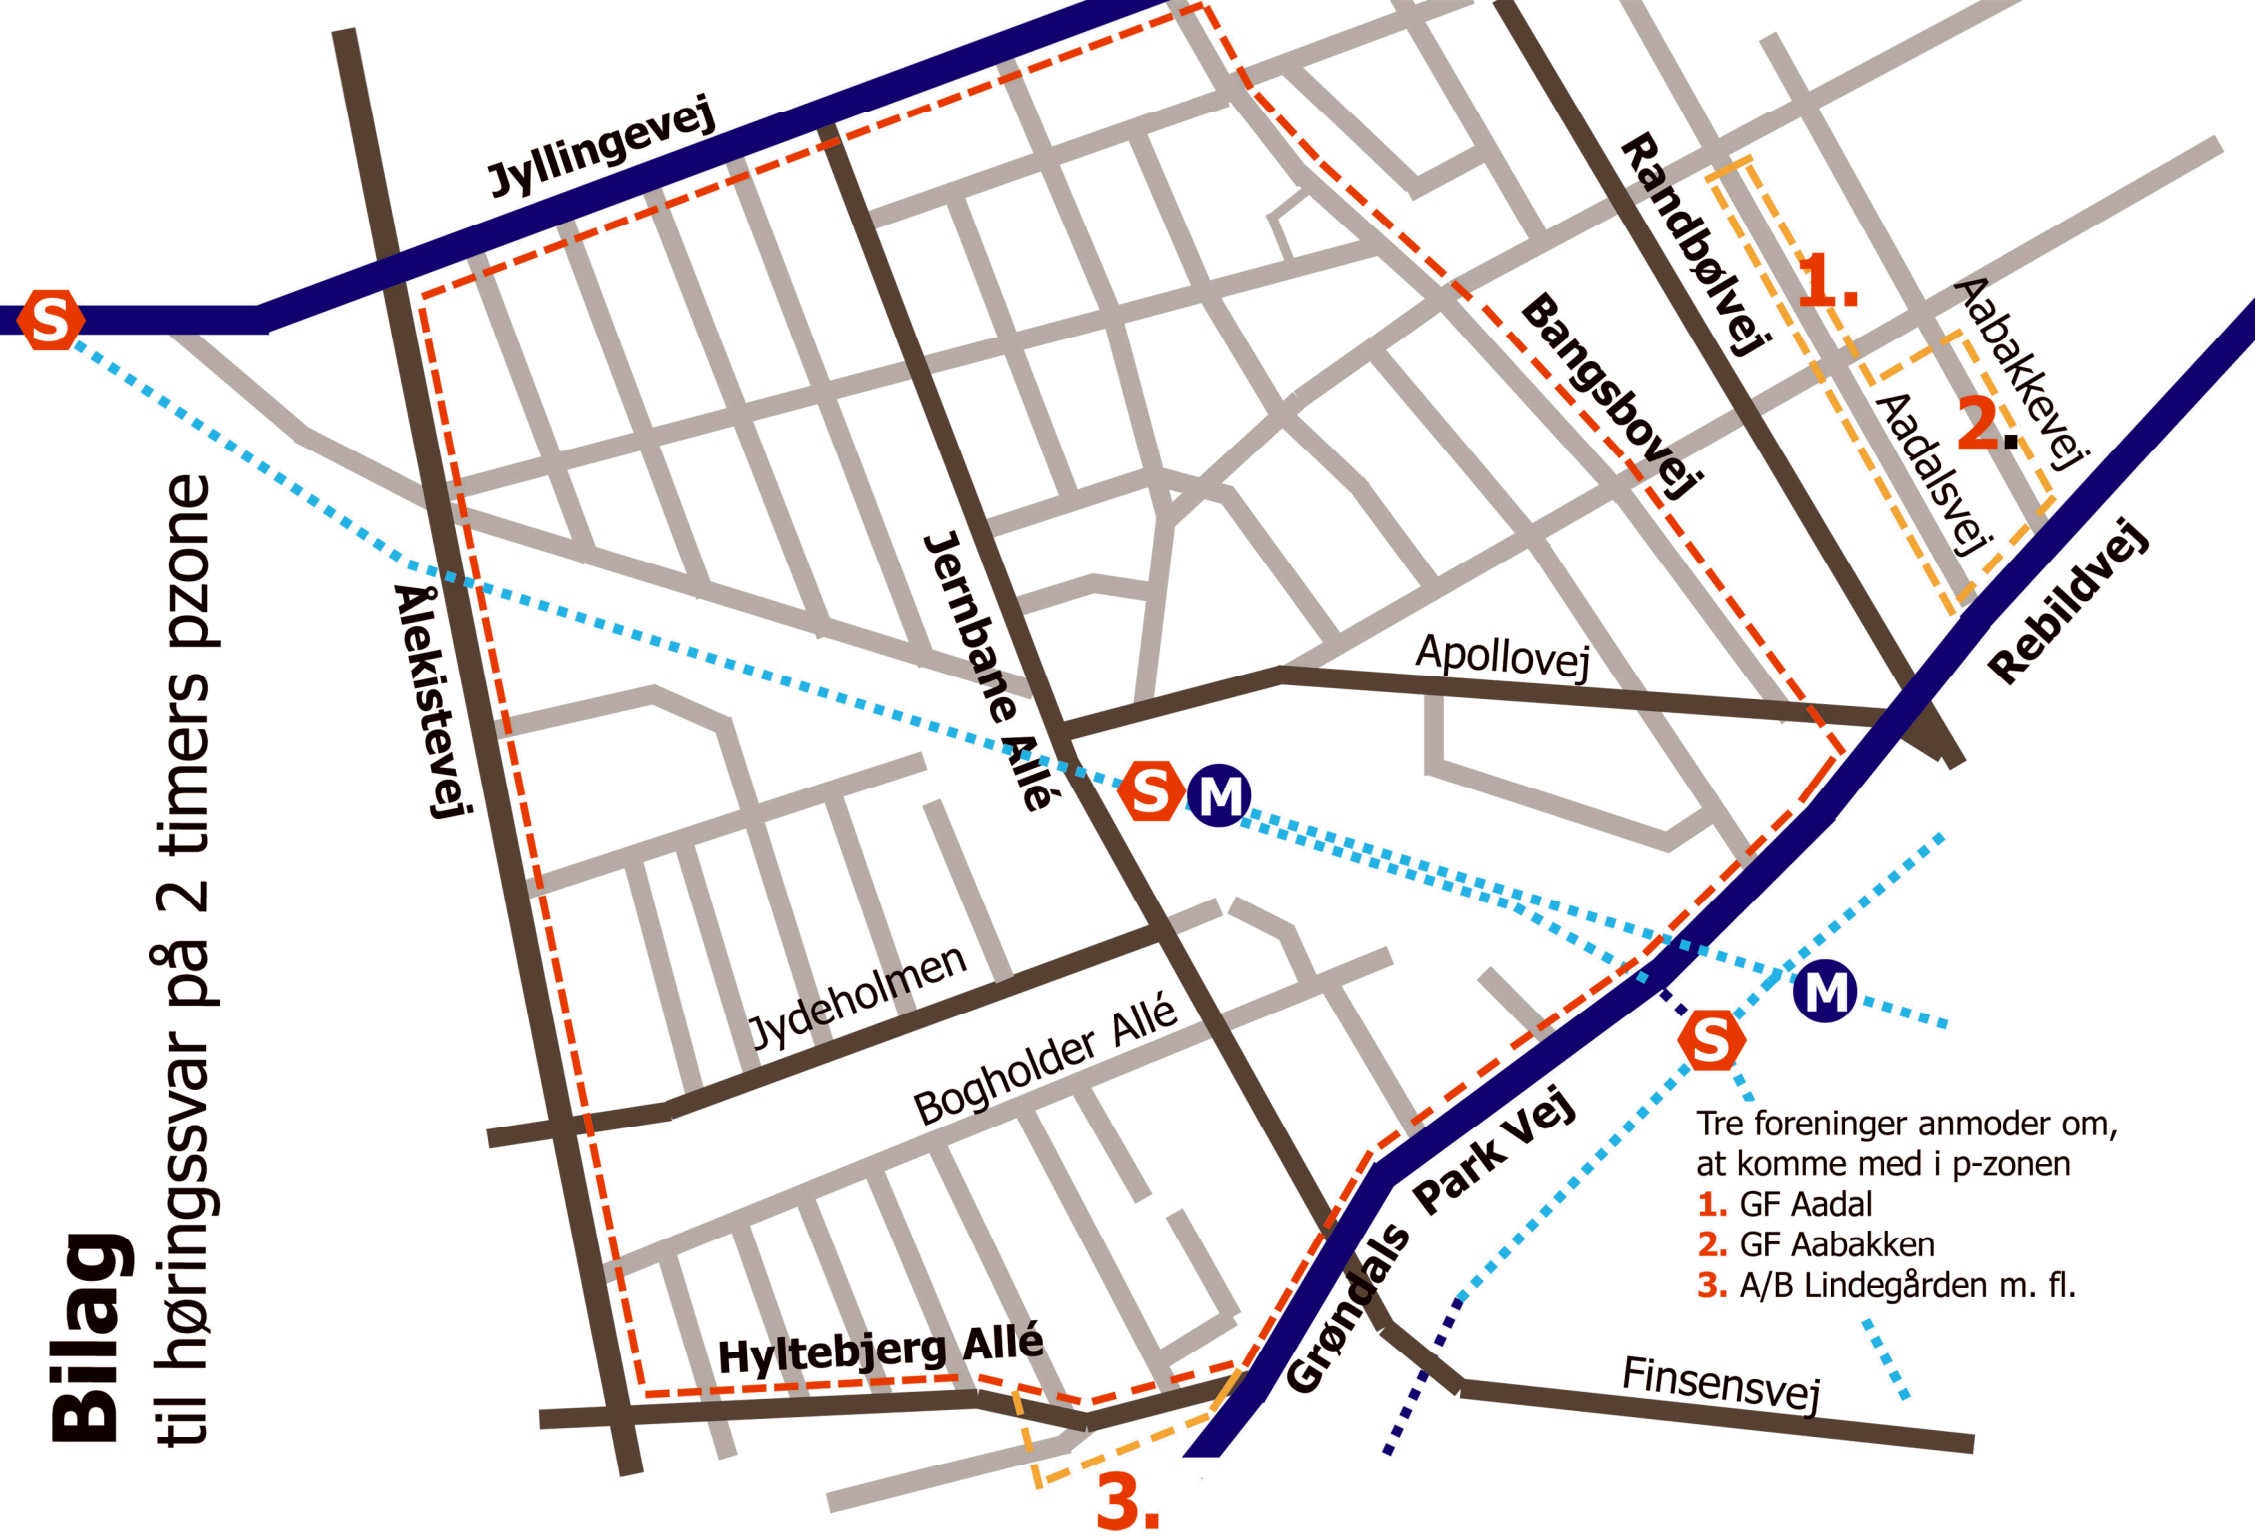 Bilag
til høringssvar på 2 timers pzone
Jyllingevej
Randbølvej
1.
Aabakkevej
S
Bangsbovej
2.
Aadalsvej
Rebildvej
Jernbane Allé
Ålekistevej
Apollovej
S
M
Jydeholmen
M
S
Bogholder Allé
Grøndals Park Vej
Tre foreninger anmoder om,
at komme med i p-zonen
1. GF Aadal
2. GF Aabakken
3. A/B Lindegården m. fl.
Hyltebjerg Allé
Finsensvej
3.